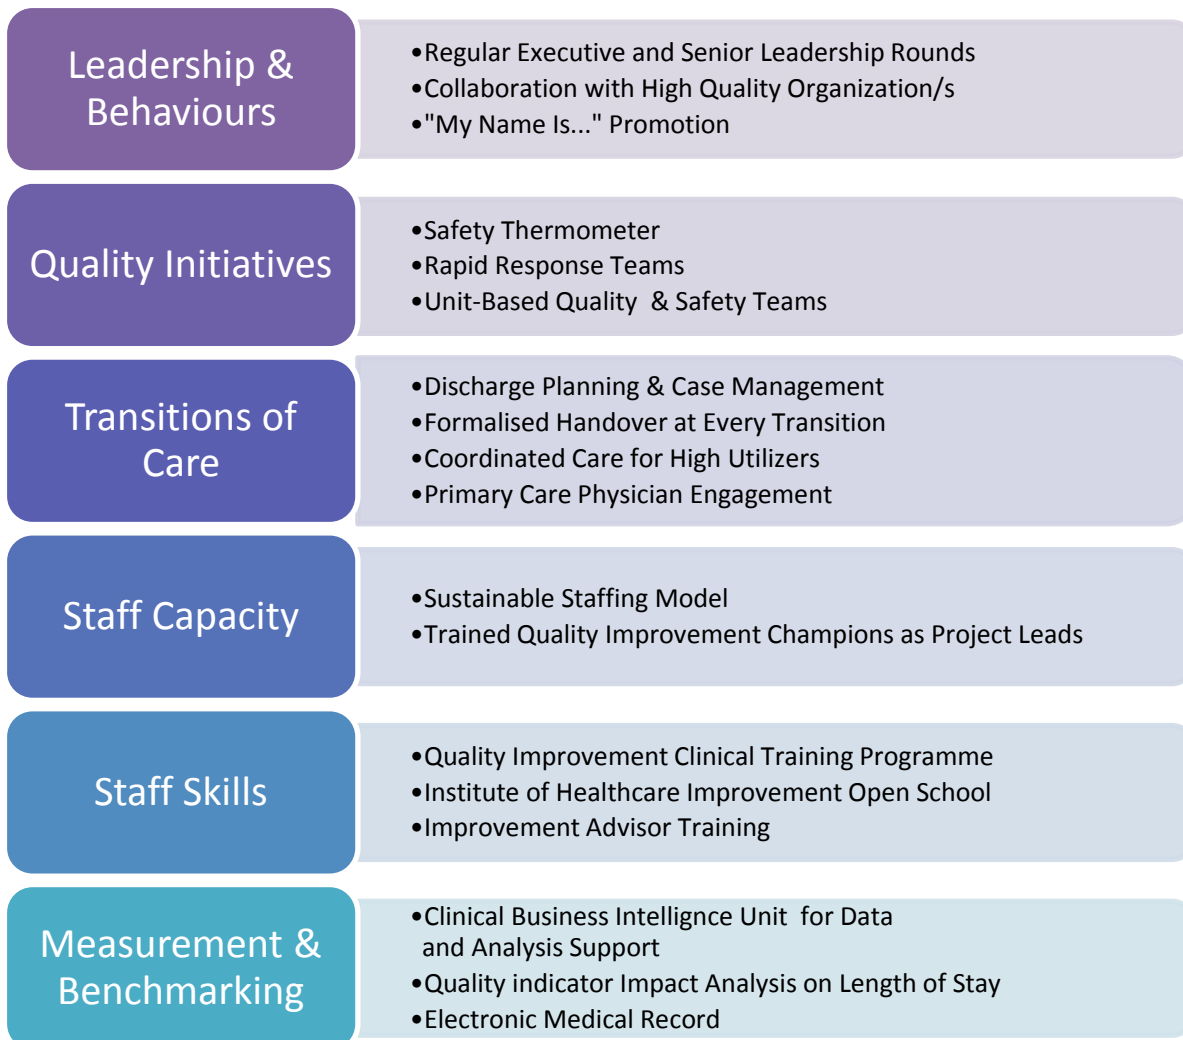 Leadership &
Behaviours
•Regular Executive and Senior Leadership Rounds
•Collaboration with High Quality Organization/s
•"My Name Is..." Promotion
Quality Initiatives
•Safety Thermometer
•Rapid Response Teams
•Unit-Based Quality & Safety Teams
Transitions of
Care
•Discharge Planning & Case Management
•Formalised Handover at Every Transition
•Coordinated Care for High Utilizers
•Primary Care Physician Engagement
Staff Capacity
•Sustainable Staffing Model
•Trained Quality Improvement Champions as Project Leads
Staff Skills
•Quality Improvement Clinical Training Programme
•Institute of Healthcare Improvement Open School
•Improvement Advisor Training
Measurement &
Benchmarking
•Clinical Business Intellignce Unit for Data
and Analysis Support
•Quality indicator Impact Analysis on Length of Stay
•Electronic Medical Record